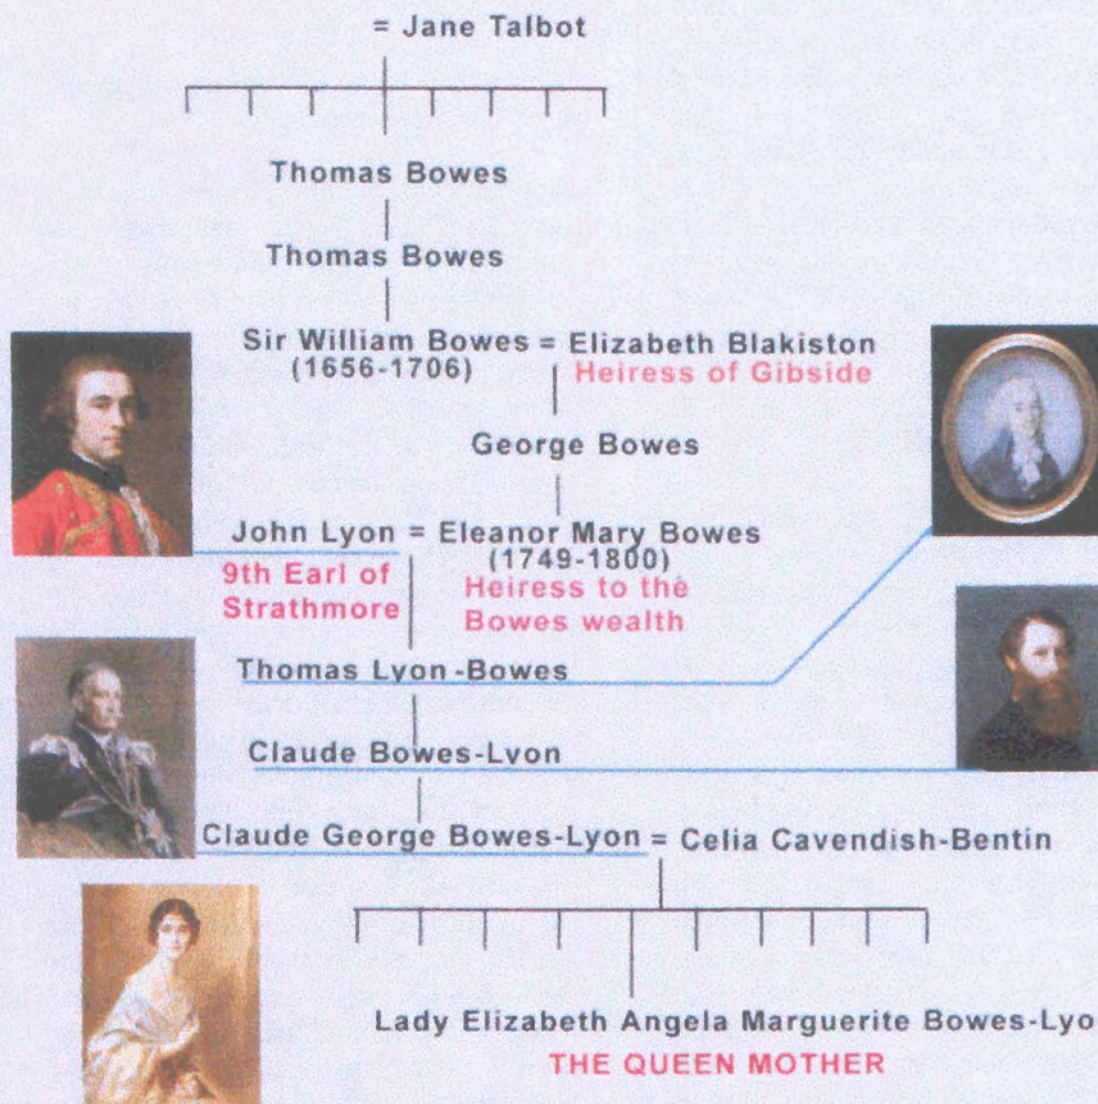 = Jane Talbot
Thomas Bowes
Thomas Bowes
Sir William Bowes = Elizabeth Blakiston
(1656-1706) Heiress of Gibside
George Bowes
John Lyon = Eleanor Mary Bowes
(1749-1800)
9th Earl of
Strathmore
Heiress to the
Bowes wealth
Thomas Lyon-Bowes
Claude Bowes-Lyon
Claude George Bowes-Lyon = Celia Cavendish-Bentin
Lady Elizabeth Angela Marguerite Bowes-Lyo
THE QUEEN MOTHER